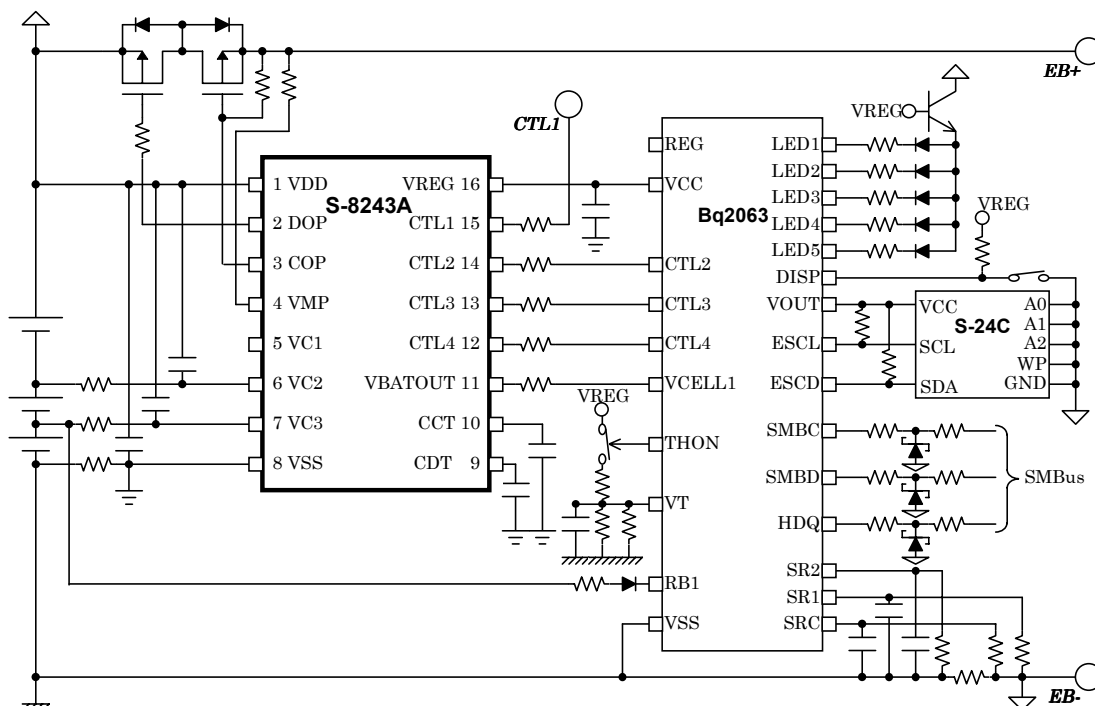 EB+
CTL1
VREG
S-8243A
1 VDD
2 DOP
3 COP
4 VMP
5 VC1
6 VC2
7 VC3
8 VSS
VREG 16
CTL1 15
CTL2 14
CTL3 13
CTL4 12
VBATOUT 11
CCT 10
CDT 9
Bq2063
REG
VCC
CTL2
CTL3
CTL4
VCELL1
VREG
THON
VT
RB1
VSS
LED1
LED2
LED3
LED4
LED5
DISP
VOUT
ESCL
ESCD
SMBC
SMBD
HDQ
SR2
SR1
SRC
VREG
S-24C
VCC
SCL
SDA
A0
A1
A2
WP
GND
SMBus
EB-